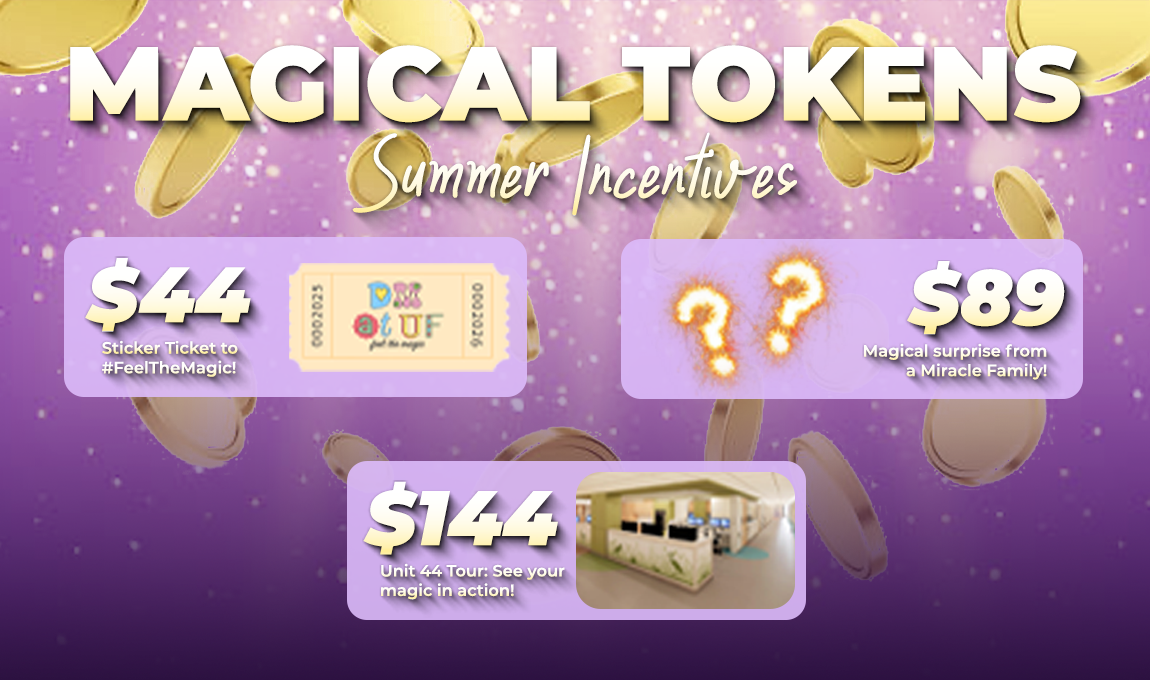 MAGICAL TOKENS
Summer Incentives
$44
Sticker Ticket to
#FeelTheMagic!
0002025
DM
at UF
feel the magic
0002026
$89
Magical surprise from
a Miracle Family!
$144
Unit 44 Tour: See your
magic in action!